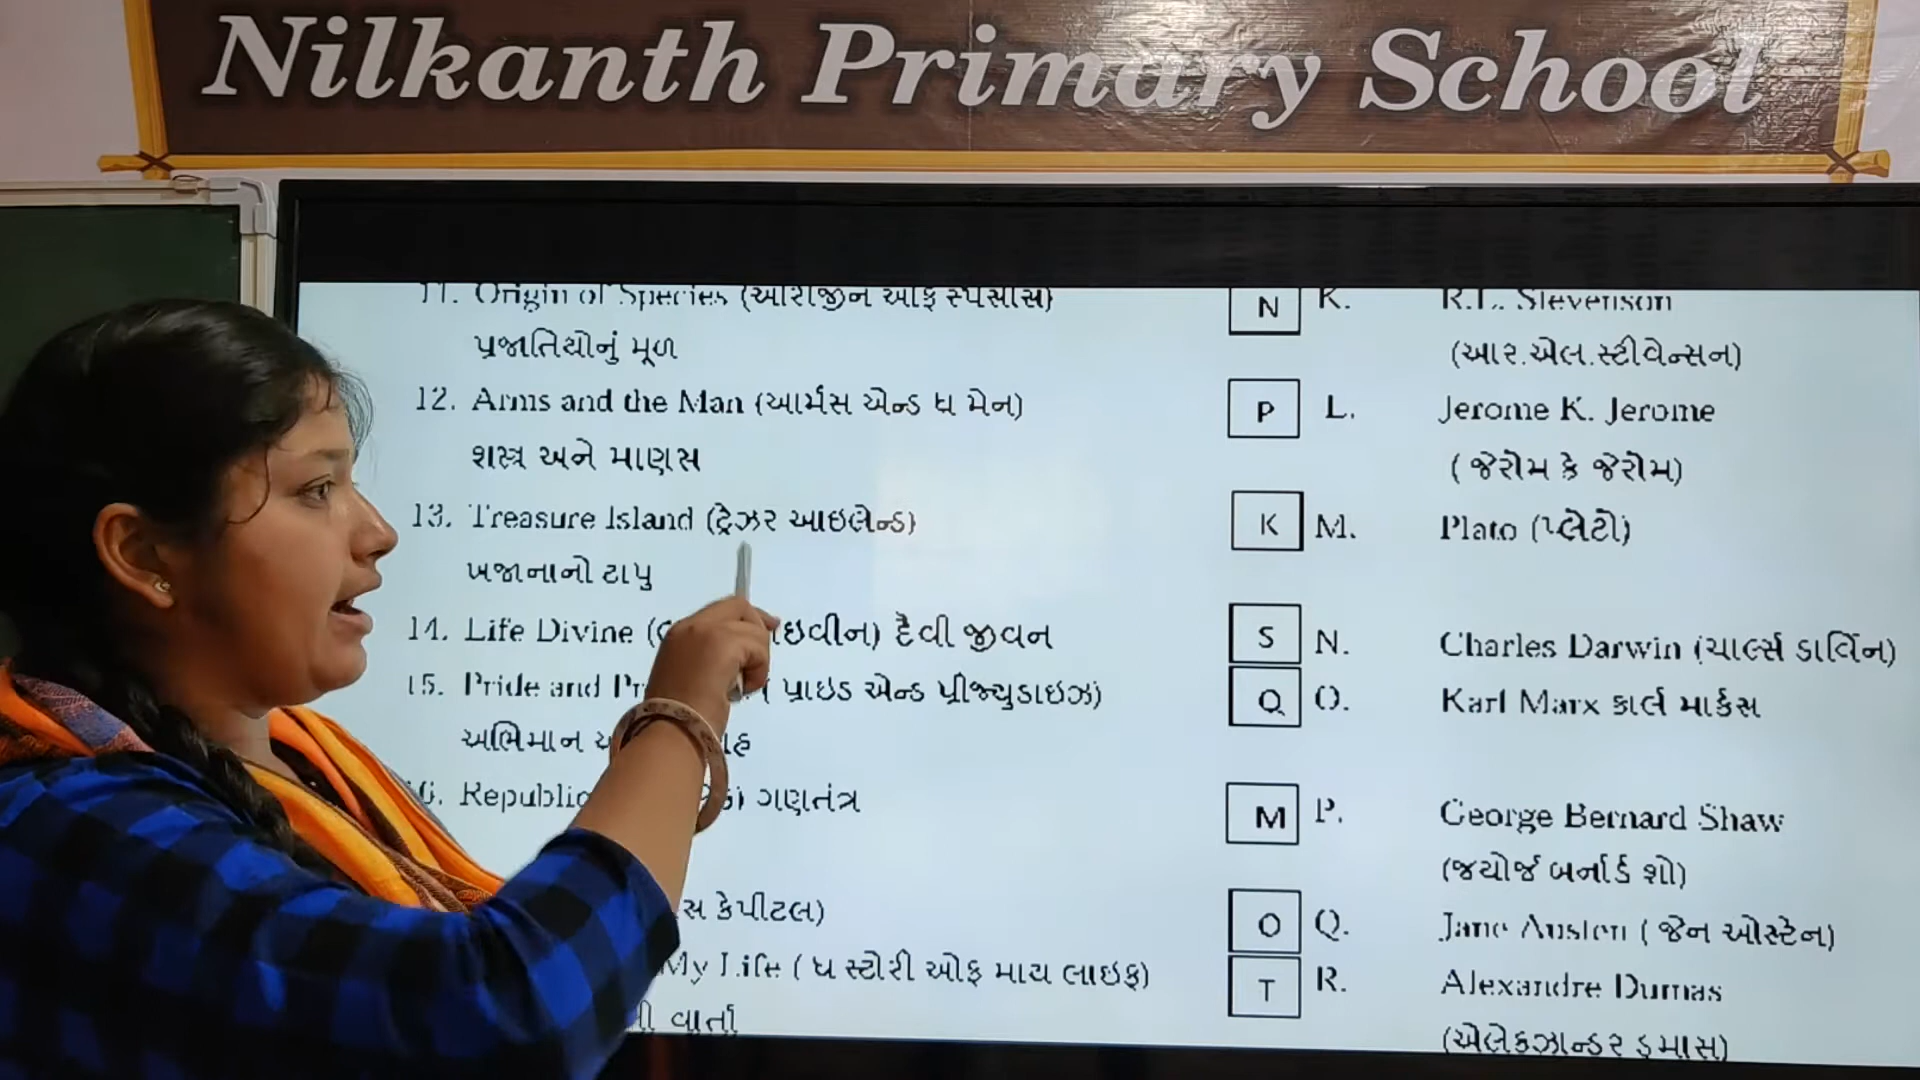 Nilkanth Primary School
11. Origin of Species (ઓરીજીન ઓફ સ્પેસીસ) N K. R.L. Stevenson
પ્રજાતિયોનું મૂળ (આર.એલ.સ્ટીવેન્સન)
12. Arms and the Man (આર્મસ એન્ડ ધ મેન) P L. Jerome K. Jerome
શસ્ત્ર અને માણસ ( જેરોમ કે જેરોમ)
13. Treasure Island (ટ્રેઝર આઇલેન્ડ) K M. Plato (પ્લેટો)
ખજાનાનો ટાપુ
14. Life Divine ( ઇવીન) દૈવી જીવન S N. Charles Darwin (ચાર્લ્સ ડાર્વિન)
15. Pride and Pr ( પ્રાઇડ એન્ડ પ્રીજ્યુડાઇઝ) Q O. Karl Marx કાર્લ માર્કસ
અભિમાન
6. Republic ગણતંત્ર M P. George Bernard Shaw
(જયોર્જ બર્નાર્ડ શો)
સ કેપીટલ) O Q. Jane Austen ( જેન ઓસ્ટેન)
My Life ( ધ સ્ટોરી ઓફ માય લાઇફ) T R. Alexandre Dumas
વાર્તા (એલેકઝાન્ડર ડુમાસ)